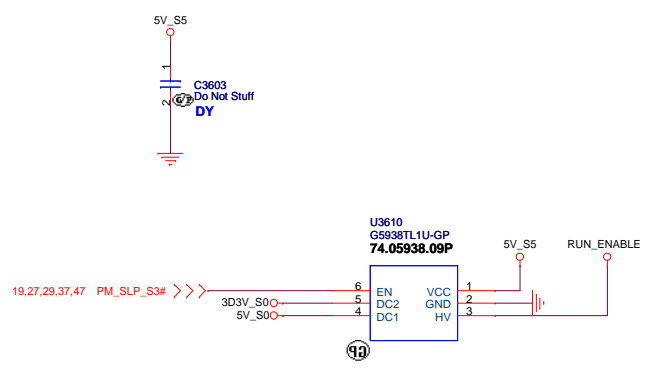 5V_S5
1
C3603
Do Not Stuff
2
G/P
DY
U3610
G5938TL1U-GP
74.05938.09P
5V_S5
RUN_ENABLE
19,27,29,37,47 PM_SLP_S3#
6 EN VCC 1
3D3V_S0 5 DC2 GND 2
5V_S0 4 DC1 HV 3
GP